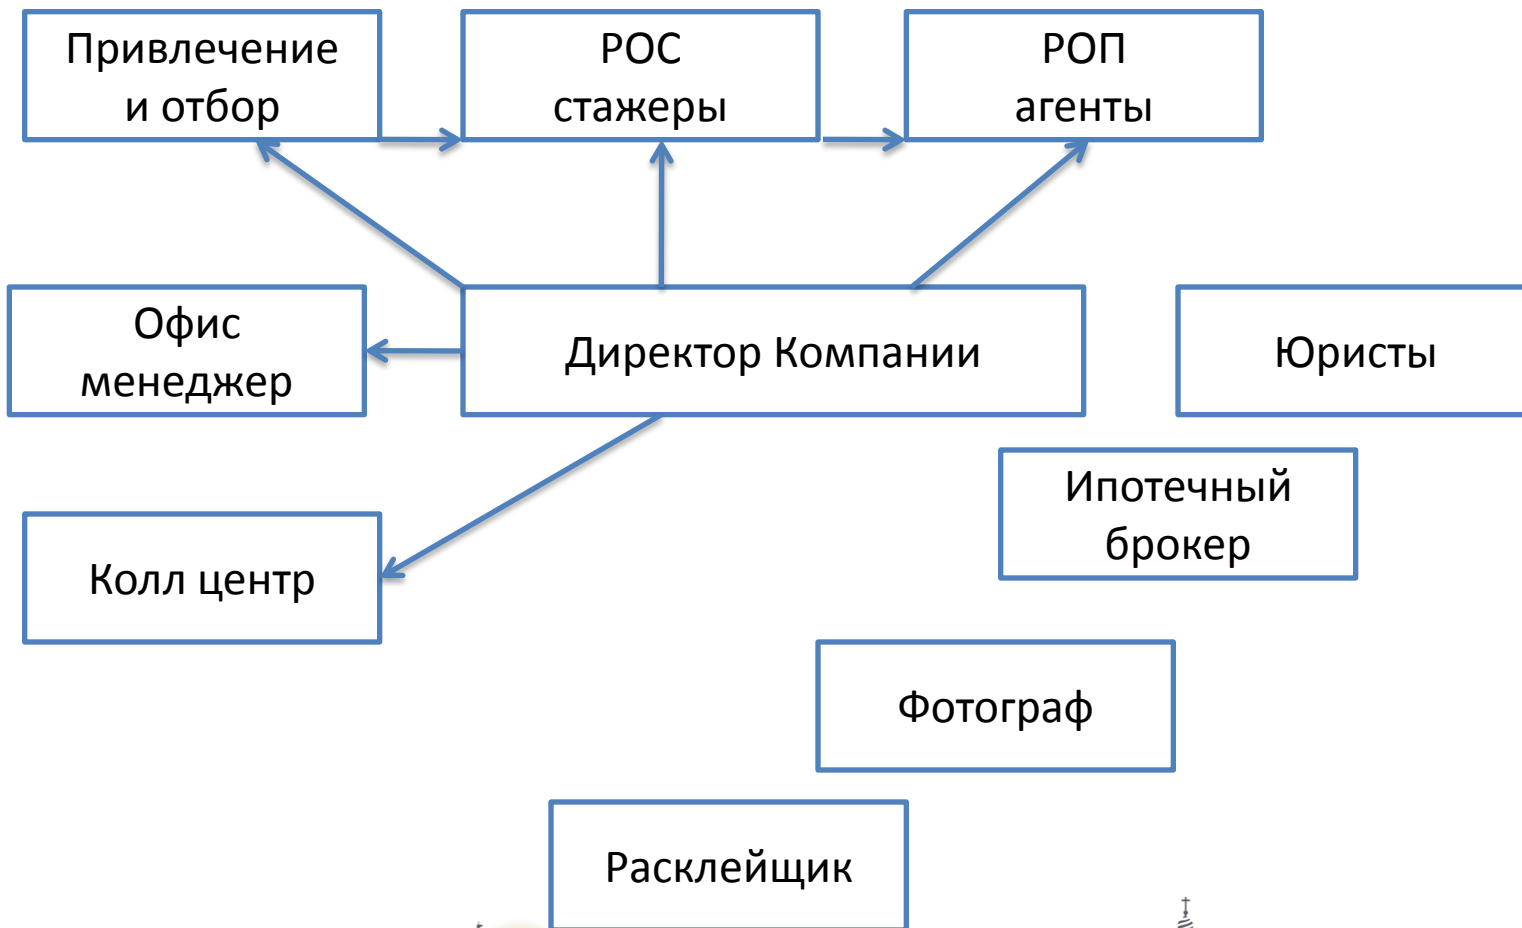 Привлечение
и отбор
РОС
стажеры
РОП
агенты
Офис
менеджер
Директор Компании
Юристы
Ипотечный
брокер
Колл центр
Фотограф
Расклейщик